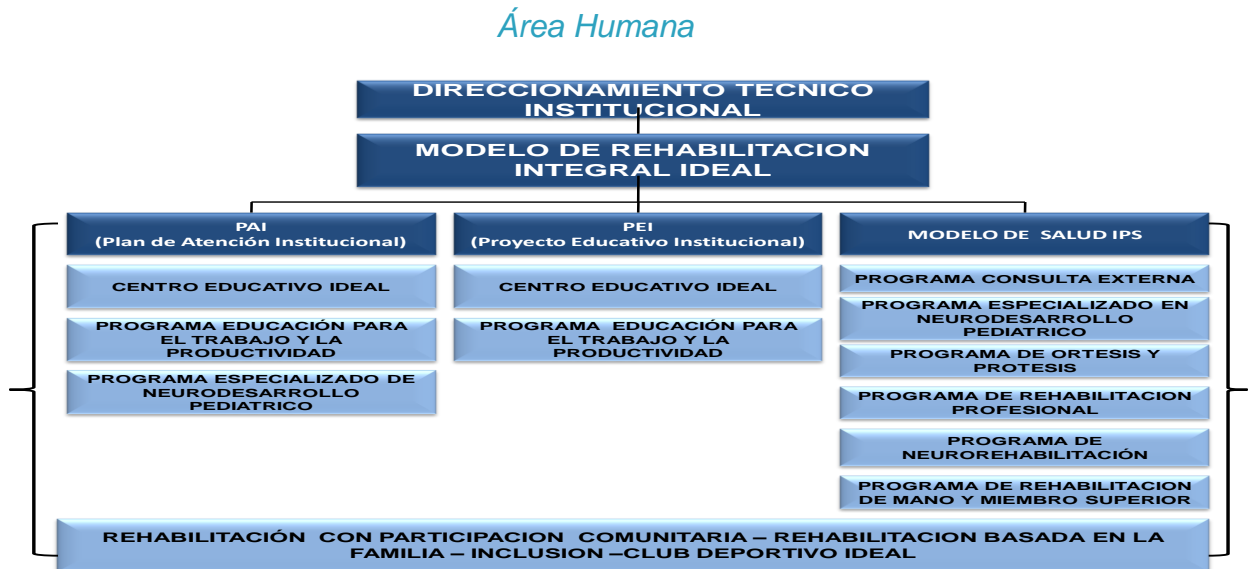 Área Humana
DIRECCIONAMIENTO TECNICO
INSTITUCIONAL
MODELO DE REHABILITACION
INTEGRAL IDEAL
PAI
(Plan de Atención Institucional)
CENTRO EDUCATIVO IDEAL
PROGRAMA EDUCACIÓN PARA
EL TRABAJO Y LA
PRODUCTIVIDAD
PROGRAMA ESPECIALIZADO DE
NEURODESARROLLO
PEDIATRICO
PEI
(Proyecto Educativo Institucional)
CENTRO EDUCATIVO IDEAL
PROGRAMA EDUCACIÓN PARA
EL TRABAJO Y LA
PRODUCTIVIDAD
MODELO DE SALUD IPS
PROGRAMA CONSULTA EXTERNA
PROGRAMA ESPECIALIZADO EN
NEURODESARROLLO
PEDIATRICO
PROGRAMA DE ORTESIS Y
PROTESIS
PROGRAMA DE REHABILITACION
PROFESIONAL
PROGRAMA DE
NEUROREHABILITACIÓN
PROGRAMA DE REHABILITACION
DE MANO Y MIEMBRO SUPERIOR
REHABILITACIÓN CON PARTICIPACION COMUNITARIA – REHABILITACION BASADA EN LA
FAMILIA – INCLUSION –CLUB DEPORTIVO IDEAL